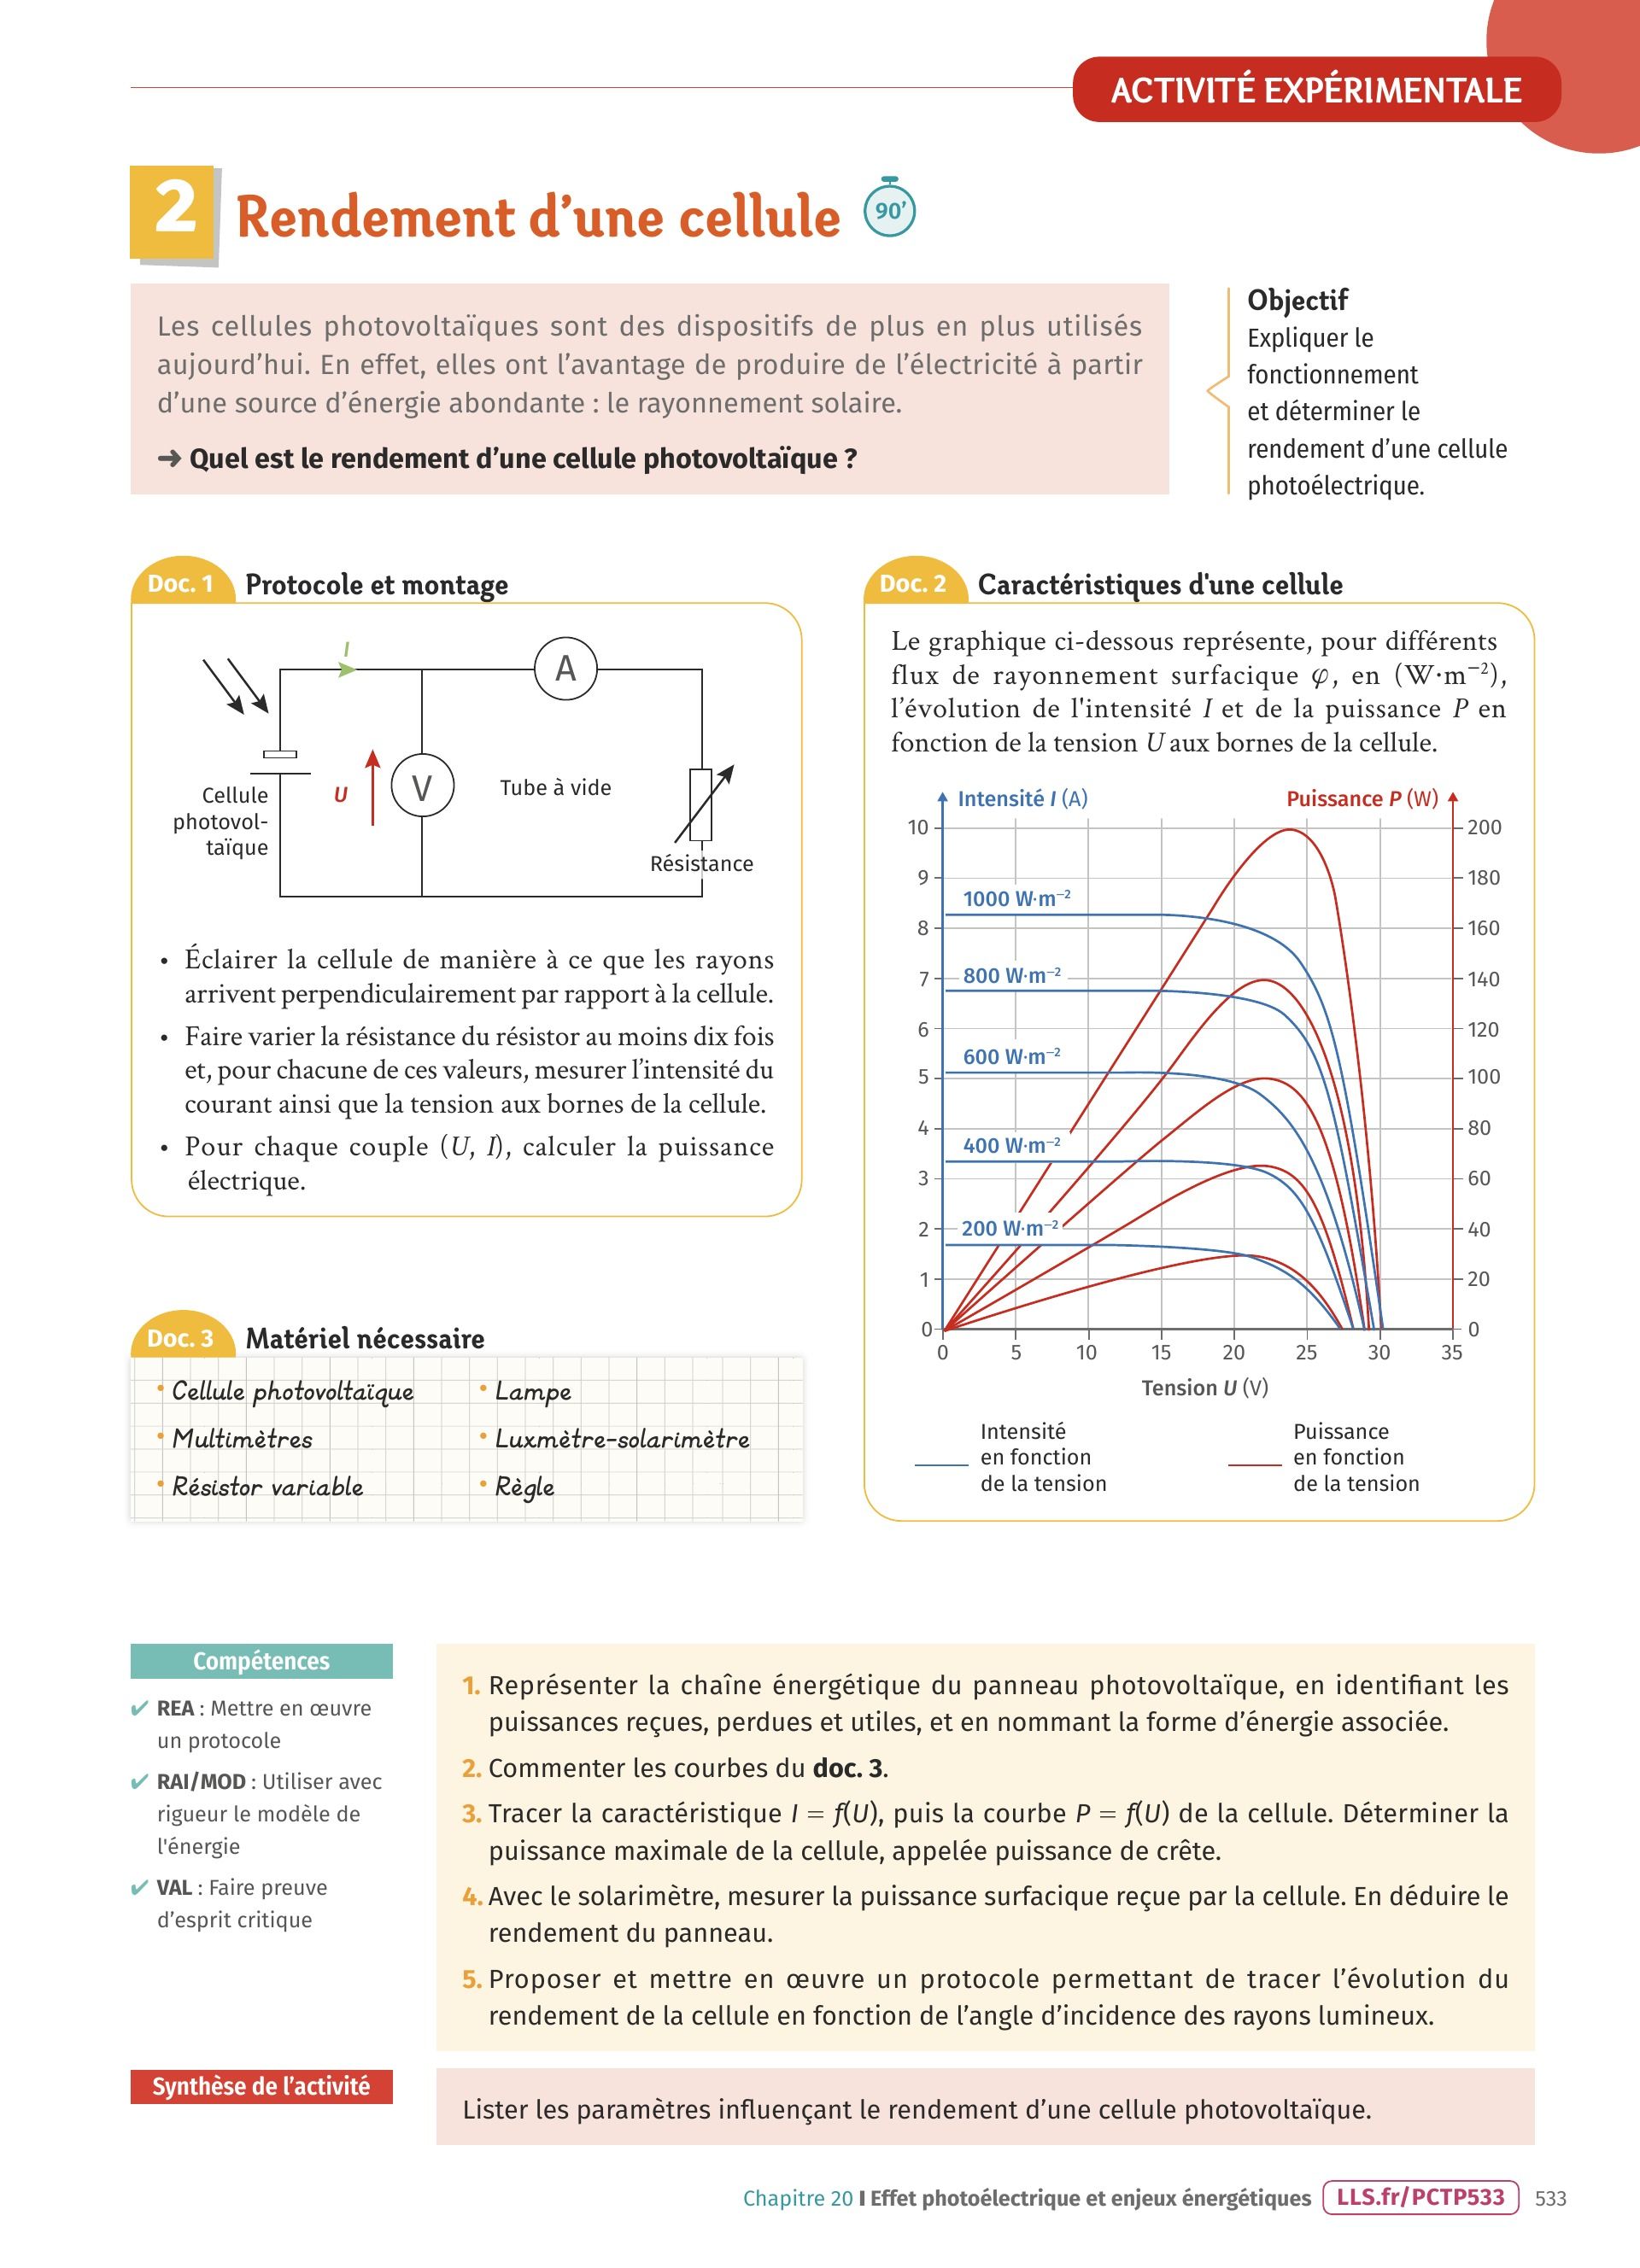 ACTIVITÉ EXPÉRIMENTALE
2
Rendement d’une cellule
90’
Les cellules photovoltaïques sont des dispositifs de plus en plus utilisés
aujourd’hui. En effet, elles ont l’avantage de produire de l’électricité à partir
d’une source d’énergie abondante : le rayonnement solaire.
➜ Quel est le rendement d’une cellule photovoltaïque ?
Objectif
Expliquer le
fonctionnement
et déterminer le
rendement d’une cellule
photoélectrique.
Doc. 1
Protocole et montage
I
A
Cellule
photovol-
taïque
U
V
Tube à vide
Résistance
• Éclairer la cellule de manière à ce que les rayons
arrivent perpendiculairement par rapport à la cellule.
• Faire varier la résistance du résistor au moins dix fois
et, pour chacune de ces valeurs, mesurer l’intensité du
courant ainsi que la tension aux bornes de la cellule.
• Pour chaque couple (U, I), calculer la puissance
électrique.
Doc. 2
Caractéristiques d'une cellule
Le graphique ci-dessous représente, pour différents
flux de rayonnement surfacique φ, en (W·m⁻²),
l’évolution de l'intensité I et de la puissance P en
fonction de la tension U aux bornes de la cellule.
Intensité I (A)
Puissance P (W)
10
200
9
180
1000 W·m⁻²
8
160
7
800 W·m⁻²
140
6
120
600 W·m⁻²
5
100
4
80
400 W·m⁻²
3
60
2
200 W·m⁻²
40
1
20
0
0
0 5 10 15 20 25 30 35
Tension U (V)
Intensité
en fonction
de la tension
Puissance
en fonction
de la tension
Doc. 3
Matériel nécessaire
• Cellule photovoltaïque
• Multimètres
• Résistor variable
• Lampe
• Luxmètre-solarimètre
• Règle
Compétences
✔ REA : Mettre en œuvre
un protocole
✔ RAI/MOD : Utiliser avec
rigueur le modèle de
l'énergie
✔ VAL : Faire preuve
d’esprit critique
1. Représenter la chaîne énergétique du panneau photovoltaïque, en identifiant les
puissances reçues, perdues et utiles, et en nommant la forme d’énergie associée.
2. Commenter les courbes du doc. 3.
3. Tracer la caractéristique I = f(U), puis la courbe P = f(U) de la cellule. Déterminer la
puissance maximale de la cellule, appelée puissance de crête.
4. Avec le solarimètre, mesurer la puissance surfacique reçue par la cellule. En déduire le
rendement du panneau.
5. Proposer et mettre en œuvre un protocole permettant de tracer l’évolution du
rendement de la cellule en fonction de l’angle d’incidence des rayons lumineux.
Synthèse de l’activité
Lister les paramètres influençant le rendement d’une cellule photovoltaïque.
Chapitre 20 I Effet photoélectrique et enjeux énergétiques LLS.fr/PCTP533 533